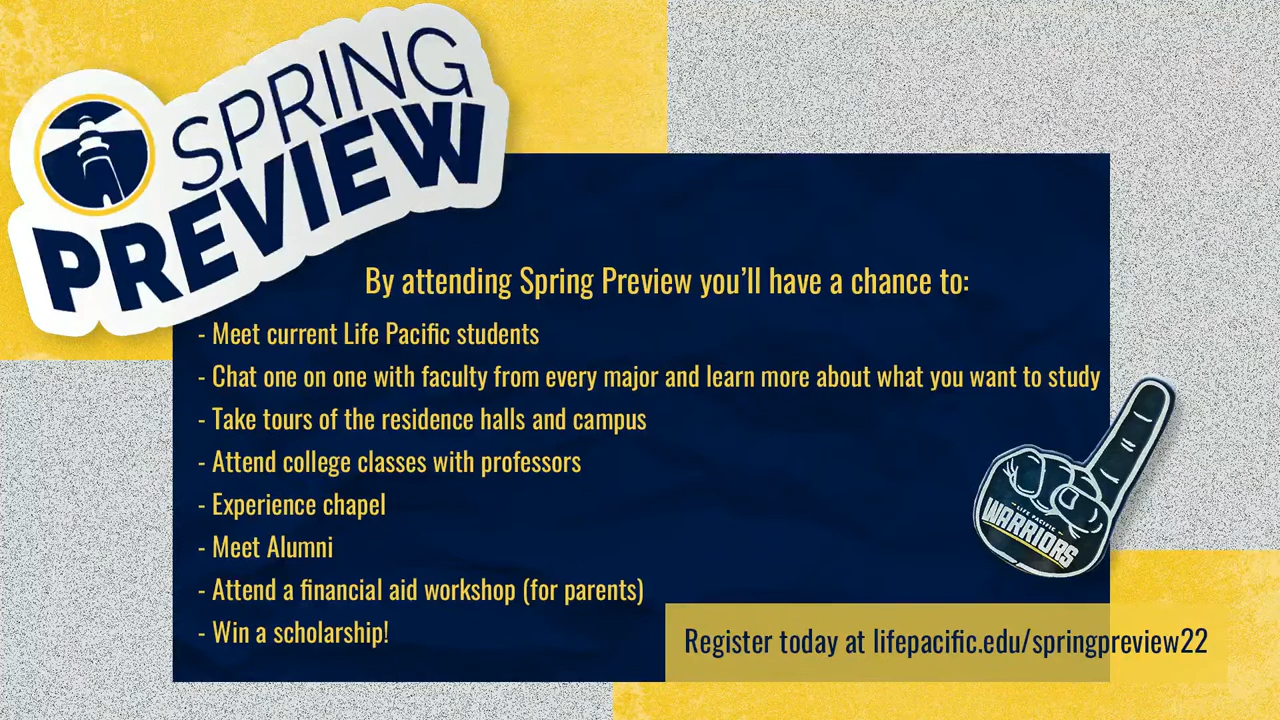 SPRING
PREVIEW
By attending Spring Preview you'll have a chance to:
- Meet current Life Pacific students
- Chat one on one with faculty from every major and learn more about what you want to study
- Take tours of the residence halls and campus
- Attend college classes with professors
- Experience chapel
- Meet Alumni
- Attend a financial aid workshop (for parents)
- Win a scholarship!
LIFE PACIFIC
WARRIORS
Register today at lifepacific.edu/springpreview22